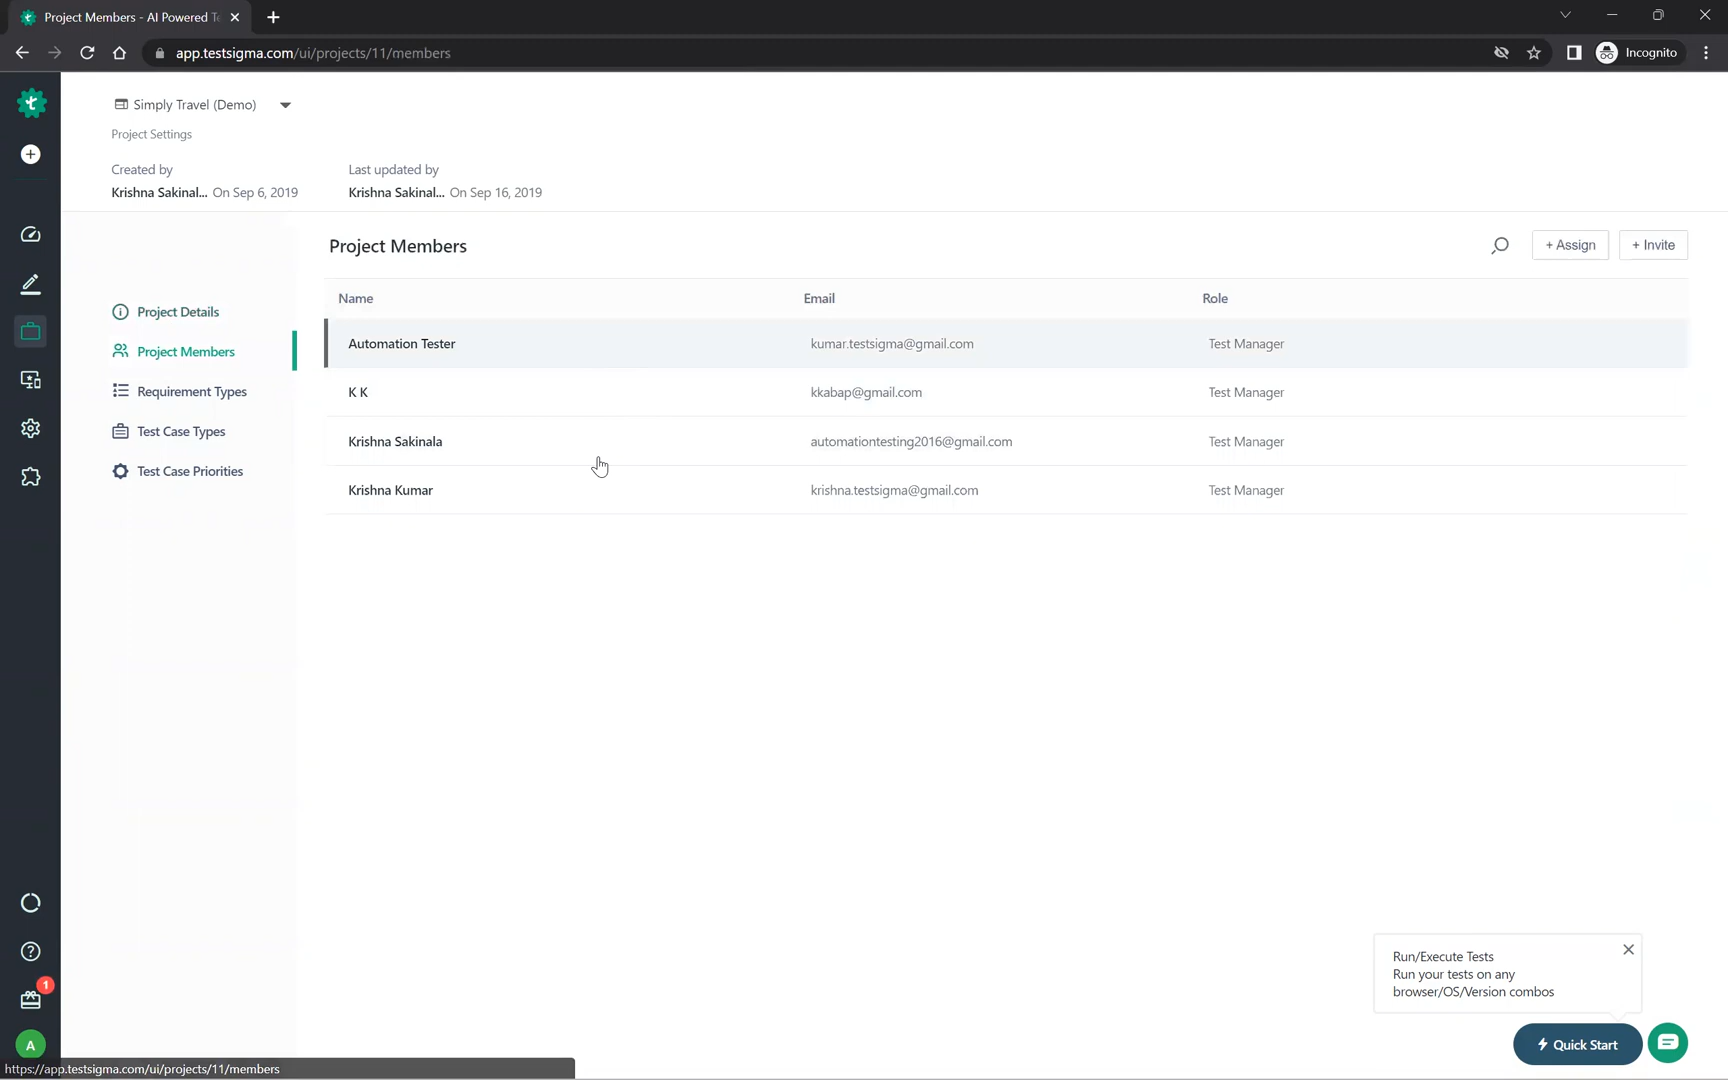 Project Members - AI Powered Te
app.testsigma.com/ui/projects/11/members
Incognito
Simply Travel (Demo)
Project Settings
Created by
Krishna Sakinal... On Sep 6, 2019
Last updated by
Krishna Sakinal... On Sep 16, 2019
Project Details
Project Members
Requirement Types
Test Case Types
Test Case Priorities
Project Members
+ Assign
+ Invite
Name Email Role
Automation Tester kumar.testsigma@gmail.com Test Manager
K K kkabap@gmail.com Test Manager
Krishna Sakinala automationtesting2016@gmail.com Test Manager
Krishna Kumar krishna.testsigma@gmail.com Test Manager
Run/Execute Tests
Run your tests on any
browser/OS/Version combos
Quick Start
1
A
https://app.testsigma.com/ui/projects/11/members